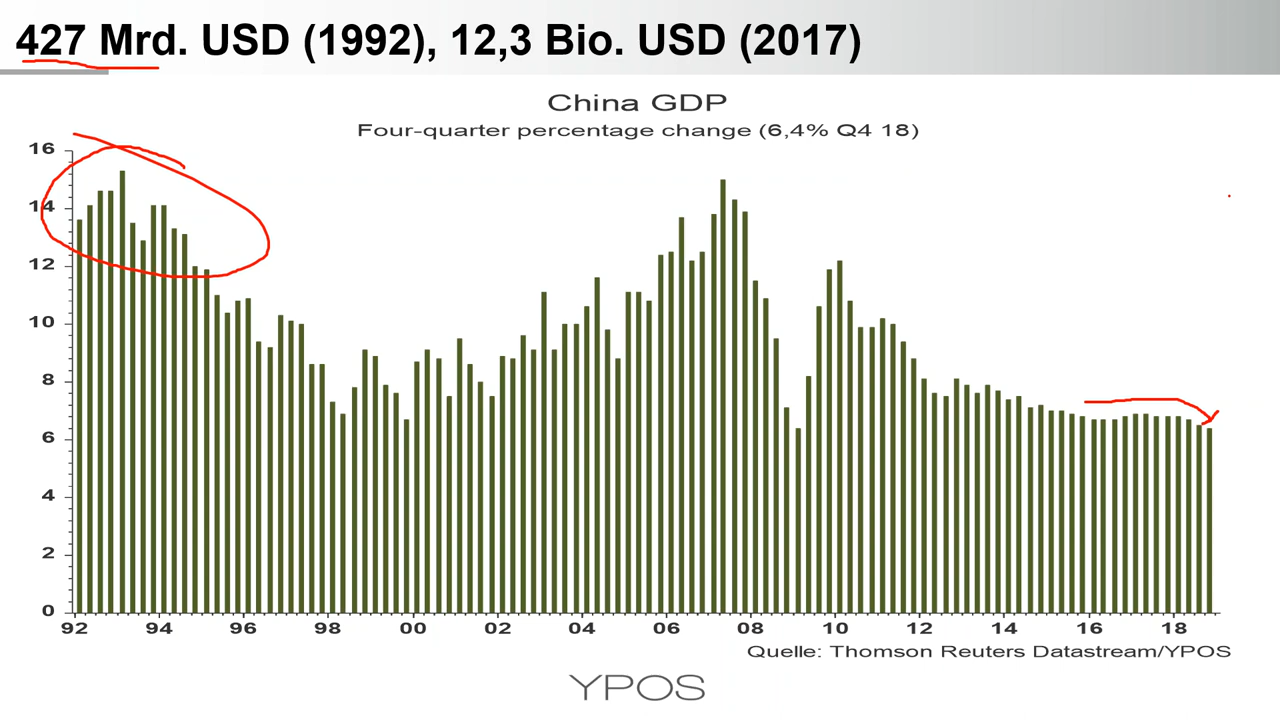 427 Mrd. USD (1992), 12,3 Bio. USD (2017)
China GDP
Four-quarter percentage change (6,4% Q4 18)
16
14
12
10
8
6
4
2
0
92 94 96 98 00 02 04 06 08 10 12 14 16 18
Quelle: Thomson Reuters Datastream/YPOS
YPOS